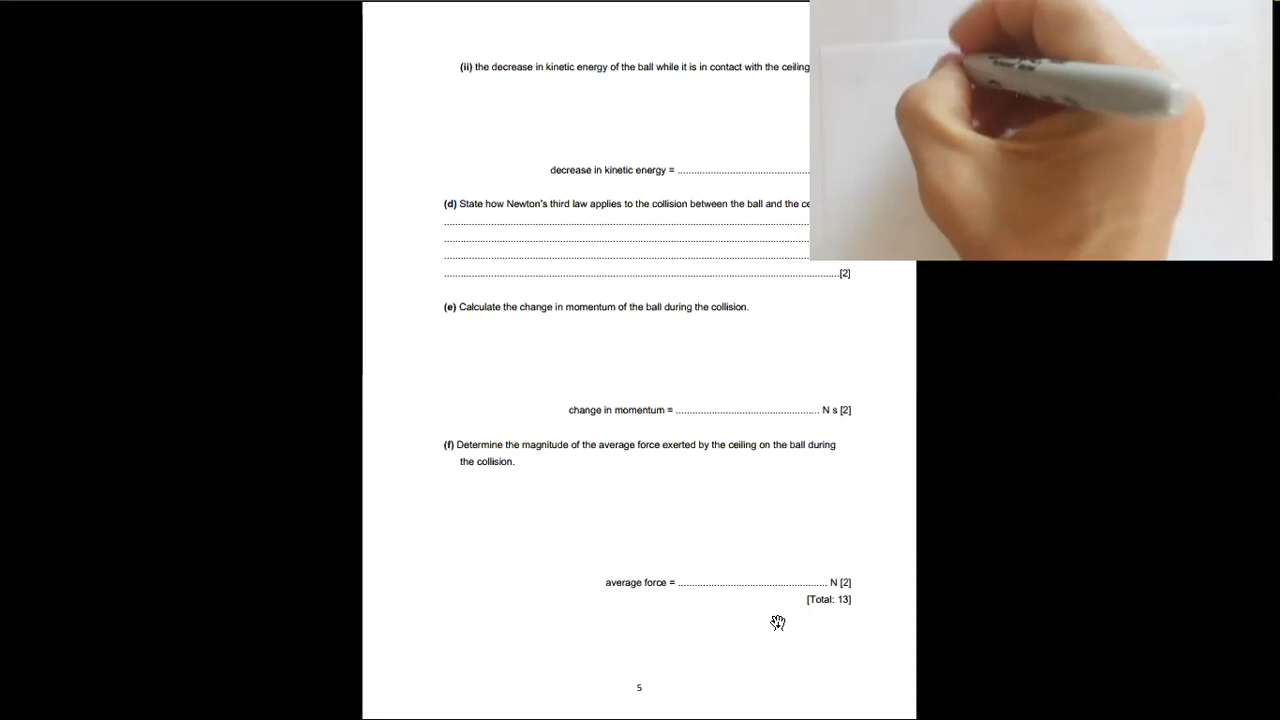 (ii) the decrease in kinetic energy of the ball while it is in contact with the ceiling
decrease in kinetic energy = ................................................
(d) State how Newton's third law applies to the collision between the ball and the ce
..........................................................................................................................
..........................................................................................................................
..........................................................................................................................
..........................................................................................................................[2]
(e) Calculate the change in momentum of the ball during the collision.
change in momentum = ..................................................... N s [2]
(f) Determine the magnitude of the average force exerted by the ceiling on the ball during
the collision.
average force = ....................................................... N [2]
[Total: 13]
5